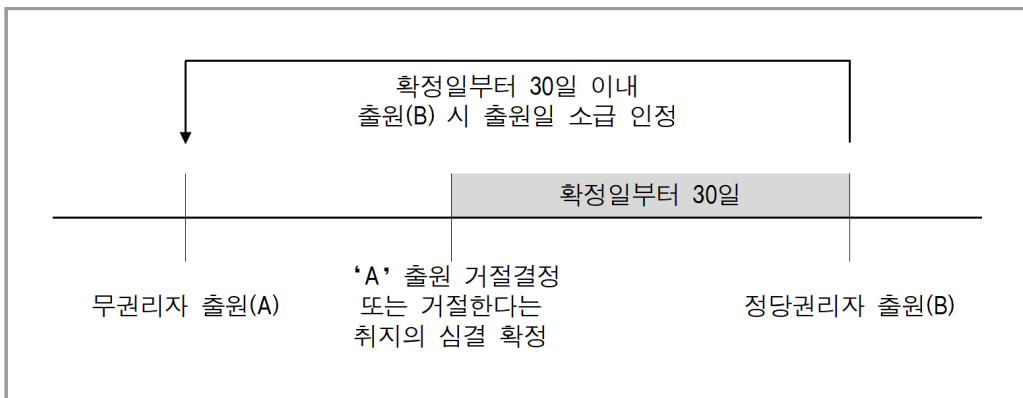 확정일부터 30일 이내
출원(B) 시 출원일 소급 인정
확정일부터 30일
무권리자 출원(A)
‘A’ 출원 거절결정
또는 거절한다는
취지의 심결 확정
정당권리자 출원(B)